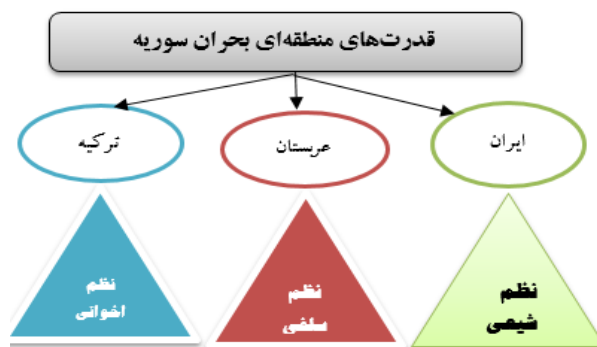 قدرت‌های منطقه‌ای بحران سوریه
ایران
عربستان
ترکیه
نظم
شیعی
نظم
سلفی
نظم
اخوانی